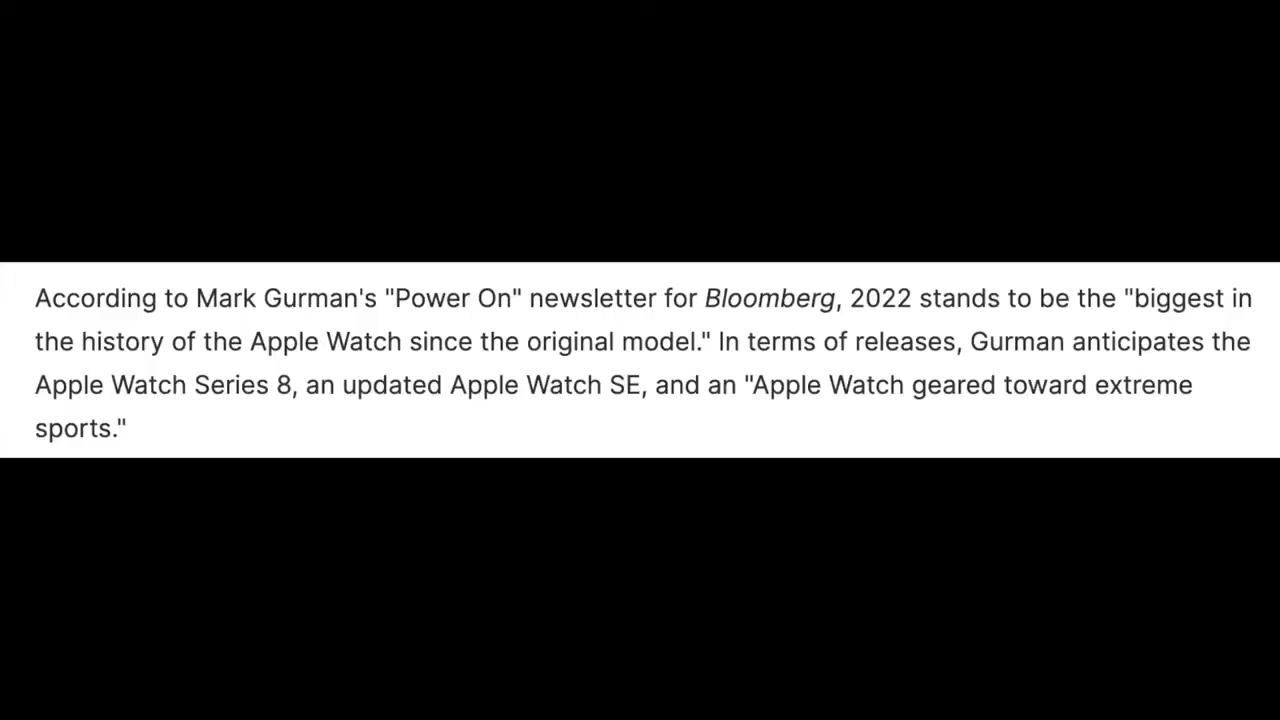 According to Mark Gurman's "Power On" newsletter for Bloomberg, 2022 stands to be the "biggest in
the history of the Apple Watch since the original model." In terms of releases, Gurman anticipates the
Apple Watch Series 8, an updated Apple Watch SE, and an "Apple Watch geared toward extreme
sports."